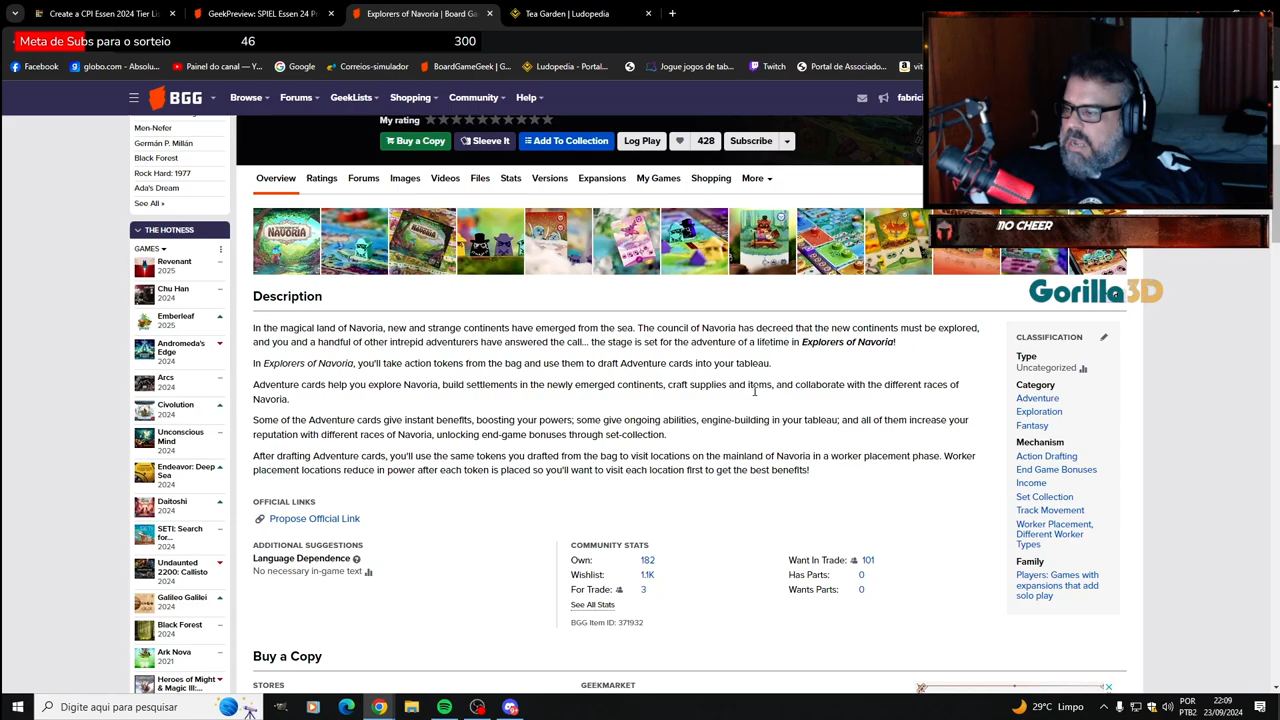 2024 Tier Li
GeekPreview: SPI Essen 24 Pr
Explorers of Navoria | Board Ga
Tea Garden | Ludopedia
Meta de Subs para o sorteio 46 300
Facebook
globo.com - Absolu...
Painel do canal - Y...
Google
Correios-simulador
BoardGameGeek | G...
Ludopedia - Portal...
Jogue jogos de tab...
Twitch
Portal de Associado...
BGG
Browse
Forums
GeekLists
Shopping
Community
Help
fabrici
110 CHEER
Gorilla3D
Men-Nefer
Germán P. Millán
Black Forest
Rock Hard: 1977
Ada's Dream
See All »
THE HOTNESS
GAMES
Revenant
2025
Chu Han
2024
Emberleaf
2025
Andromeda's
Edge
2024
Arcs
2024
Civolution
2024
Unconscious
Mind
2024
Endeavor: Deep
Sea
2024
Daitoshi
2024
SETI: Search
for...
2024
Undaunted
2200: Callisto
2024
Galileo Galilei
2024
Black Forest
2024
Ark Nova
2021
Heroes of Might
& Magic III:...
My rating
Buy a Copy
Sleeve It
Add To Collection
Log Play
428
Subscribe
Overview
Ratings
Forums
Images
Videos
Files
Stats
Versions
Expansions
My Games
Shopping
More
NAVORIA
Description
In the magical land of Navoria, new and strange continents have emerged from the sea. The council of Navoria has decreed that the new continents must be explored,
and you and a handful of other intrepid adventurers have answered the call... the stage is set for the adventure of a lifetime in Explorers of Navoria!
In Explorers of Navoria, you'll take action tokens from the bag and use them to draft Adventure cards into your tableau.
Adventure cards help you explore Navoria, build settlements in the newly emerged continents, craft supplies and items, and collaborate with the different races of
Navoria.
Some of the Adventure cards give instant benefits, boosting your powers; some give ongoing abilities, engine-building in your tableau; and all of them increase your
reputation with different races of Navoria, unlocking end-game bonuses through set-collection.
After drafting Adventure cards, you'll use the same tokens you drafted from the bag to visit locations on the mainland of Navoria in a worker placement phase. Worker
placement locations reduce in power after each token is placed so you'll want to visit each location first to get the best benefits!
OFFICIAL LINKS
Propose Official Link
ADDITIONAL SUGGESTIONS
Language Dependence
No necessary in-game text
COMMUNITY STATS
Own: 182
Wishlist: 1.1K
For Trade: 3
See All Stats
Want In Trade: 101
Has Parts: 0
Wants Parts: 0
BGG Item ID: 371932
CLASSIFICATION
Type
Uncategorized
Category
Adventure
Exploration
Fantasy
Mechanism
Action Drafting
End Game Bonuses
Income
Set Collection
Track Movement
Worker Placement,
Different Worker
Types
Family
Players: Games with
expansions that add
solo play
Buy a Copy
STORES
GEEKMARKET
Digite aqui para pesquisar
29°C Limpo
POR
PTB2
22:09
23/09/2024